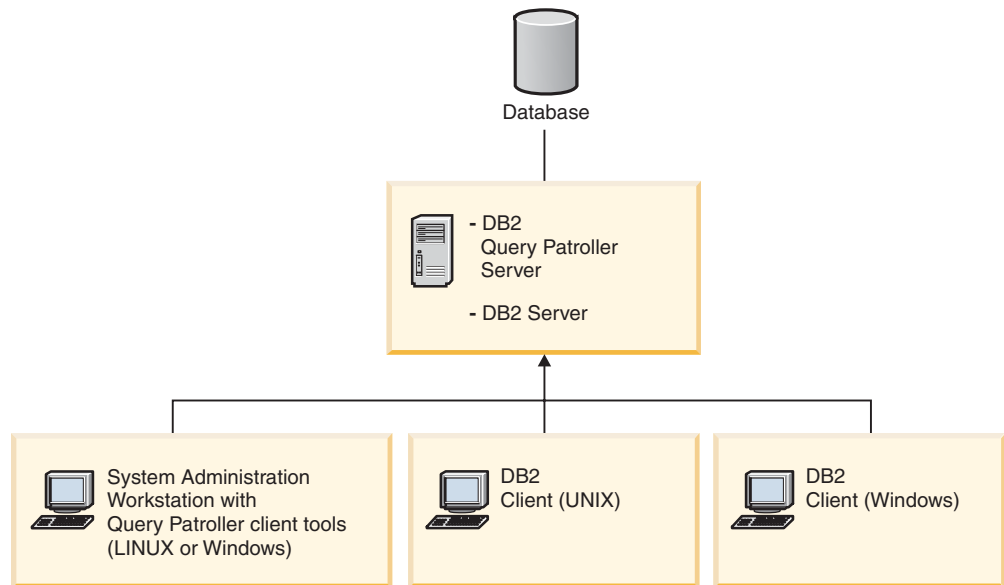 Database
- DB2
Query Patroller
Server
- DB2 Server
System Administration
Workstation with
Query Patroller client tools
(LINUX or Windows)
DB2
Client (UNIX)
DB2
Client (Windows)